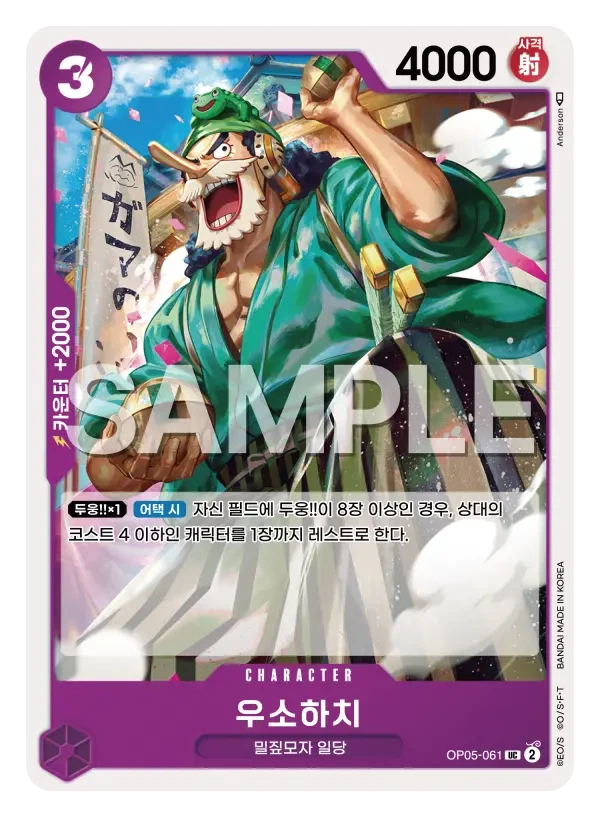 3
4000
사격
射
Anderson
ガマの
카운터 +2000
SAMPLE
두웅!!×1 어택 시 자신 필드에 두웅!!이 8장 이상인 경우, 상대의
코스트 4 이하인 캐릭터를 1장까지 레스트로 한다.
CHARACTER
우소하치
밀짚모자 일당
OP05-061 UC 2
©EO/S ©O/S·F·T BANDAI MADE IN KOREA